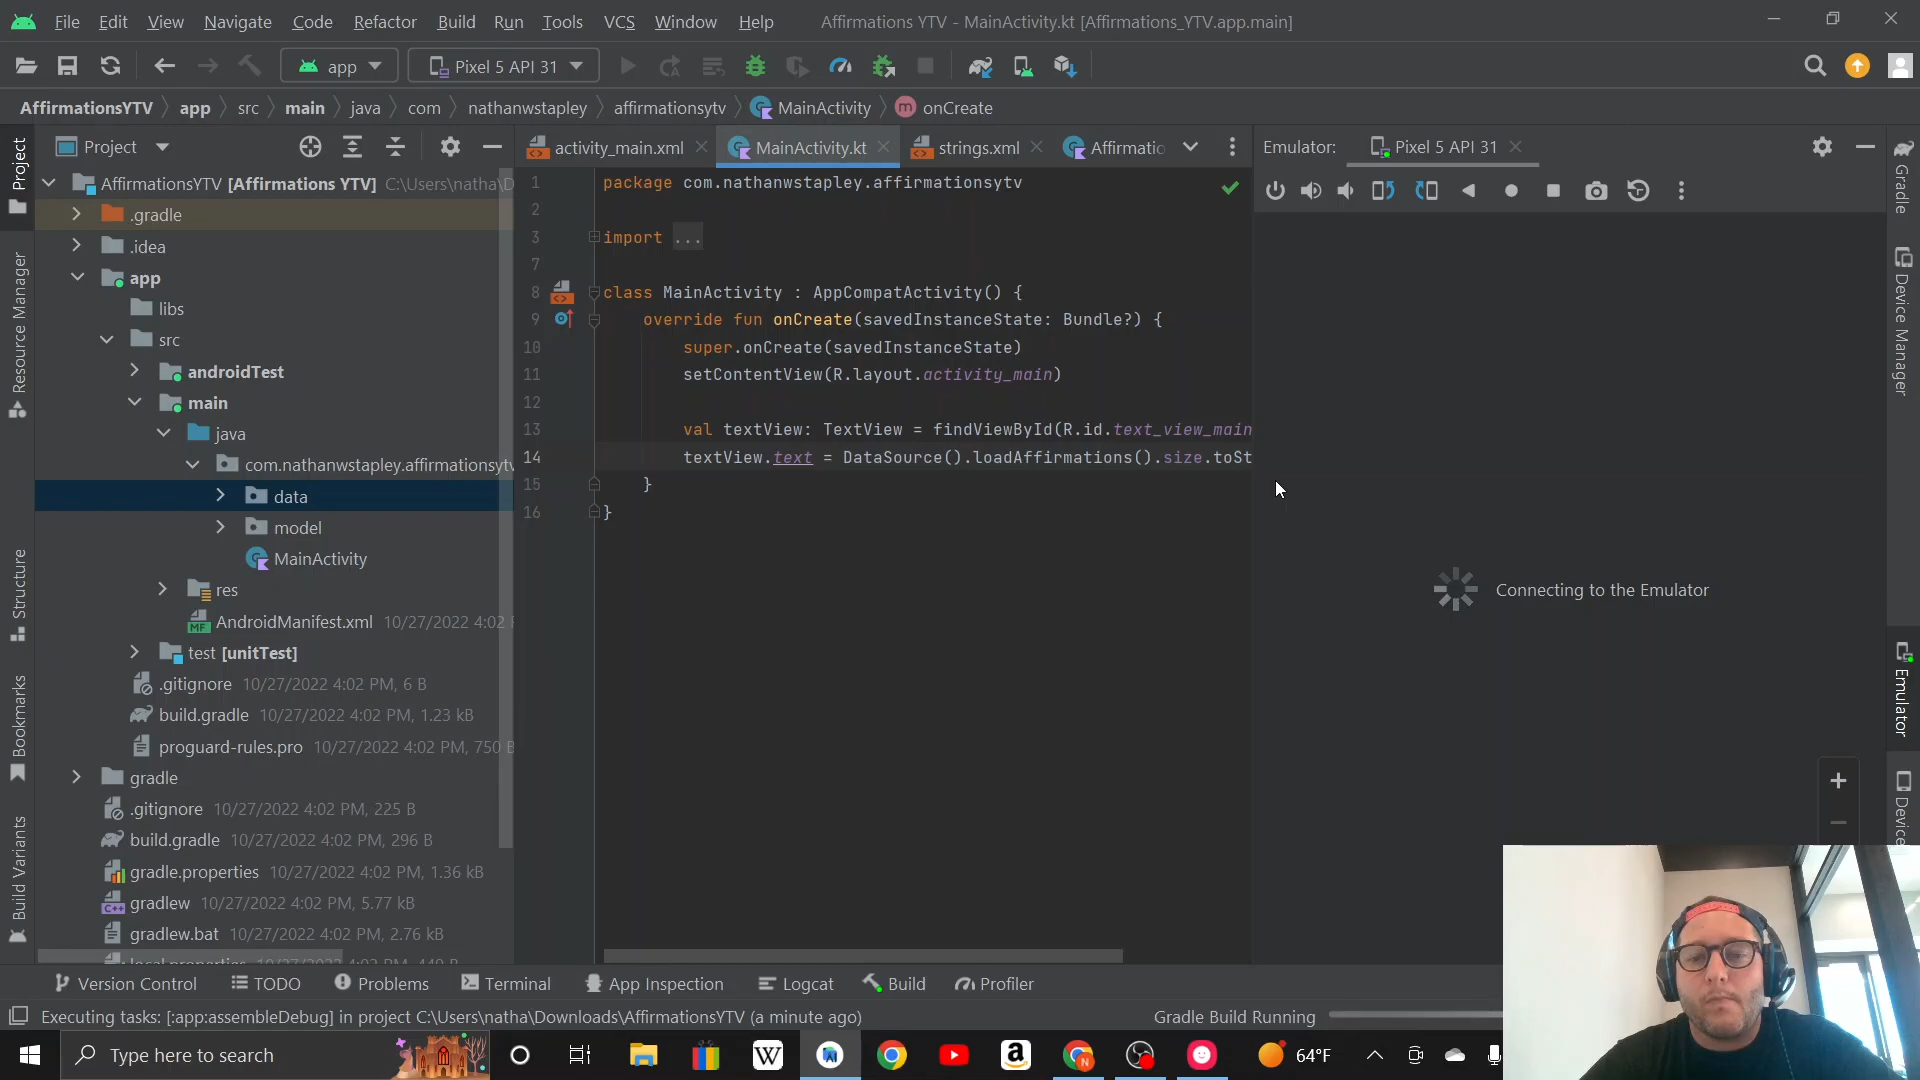 File Edit View Navigate Code Refactor Build Run Tools VCS Window Help Affirmations YTV - MainActivity.kt [Affirmations_YTV.app.main]
app Pixel 5 API 31
AffirmationsYTV app src main java com nathanwstapley affirmationsytv MainActivity onCreate
Project
activity_main.xml MainActivity.kt strings.xml Affirmatio
Emulator: Pixel 5 API 31
AffirmationsYTV [Affirmations YTV] C:\Users\natha\D
.gradle
.idea
app
libs
src
androidTest
main
java
com.nathanwstapley.affirmationsytv
data
model
MainActivity
res
AndroidManifest.xml 10/27/2022 4:02 P
test [unitTest]
.gitignore 10/27/2022 4:02 PM, 6 B
build.gradle 10/27/2022 4:02 PM, 1.23 kB
proguard-rules.pro 10/27/2022 4:02 PM, 750 B
gradle
.gitignore 10/27/2022 4:02 PM, 225 B
build.gradle 10/27/2022 4:02 PM, 296 B
gradle.properties 10/27/2022 4:02 PM, 1.36 kB
gradlew 10/27/2022 4:02 PM, 5.77 kB
gradlew.bat 10/27/2022 4:02 PM, 2.76 kB
local.properties 10/27/2022 4:02 PM, 440 B
1 package com.nathanwstapley.affirmationsytv
2
3 import ...
7
8 class MainActivity : AppCompatActivity() {
9 override fun onCreate(savedInstanceState: Bundle?) {
10 super.onCreate(savedInstanceState)
11 setContentView(R.layout.activity_main)
12
13 val textView: TextView = findViewById(R.id.text_view_main
14 textView.text = DataSource().loadAffirmations().size.toSt
15 }
16 }
Connecting to the Emulator
Project
Resource Manager
Structure
Bookmarks
Build Variants
Gradle
Device Manager
Emulator
Device
Version Control TODO Problems Terminal App Inspection Logcat Build Profiler
Executing tasks: [:app:assembleDebug] in project C:\Users\natha\Downloads\AffirmationsYTV (a minute ago) Gradle Build Running
Type here to search
64°F